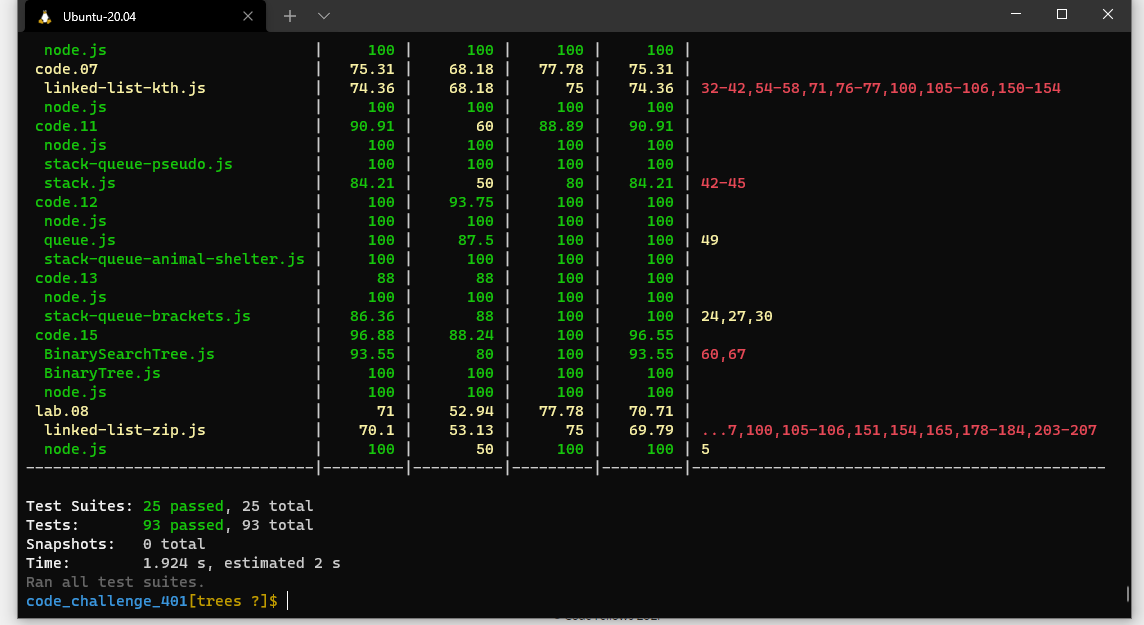 Ubuntu-20.04
node.js | 100 | 100 | 100 | 100 |
code.07 | 75.31 | 68.18 | 77.78 | 75.31 |
linked-list-kth.js | 74.36 | 68.18 | 75 | 74.36 | 32-42,54-58,71,76-77,100,105-106,150-154
node.js | 100 | 100 | 100 | 100 |
code.11 | 90.91 | 60 | 88.89 | 90.91 |
node.js | 100 | 100 | 100 | 100 |
stack-queue-pseudo.js | 100 | 100 | 100 | 100 |
stack.js | 84.21 | 50 | 80 | 84.21 | 42-45
code.12 | 100 | 93.75 | 100 | 100 |
node.js | 100 | 100 | 100 | 100 |
queue.js | 100 | 87.5 | 100 | 100 | 49
stack-queue-animal-shelter.js | 100 | 100 | 100 | 100 |
code.13 | 88 | 88 | 100 | 100 |
node.js | 100 | 100 | 100 | 100 |
stack-queue-brackets.js | 86.36 | 88 | 100 | 100 | 24,27,30
code.15 | 96.88 | 88.24 | 100 | 96.55 |
BinarySearchTree.js | 93.55 | 80 | 100 | 93.55 | 60,67
BinaryTree.js | 100 | 100 | 100 | 100 |
node.js | 100 | 100 | 100 | 100 |
lab.08 | 71 | 52.94 | 77.78 | 70.71 |
linked-list-zip.js | 70.1 | 53.13 | 75 | 69.79 | ...7,100,105-106,151,154,165,178-184,203-207
node.js | 100 | 50 | 100 | 100 | 5
--------------------------------|---------|----------|---------|---------|----------------------------------------------
Test Suites: 25 passed, 25 total
Tests: 93 passed, 93 total
Snapshots: 0 total
Time: 1.924 s, estimated 2 s
Ran all test suites.
code_challenge_401[trees ?]$